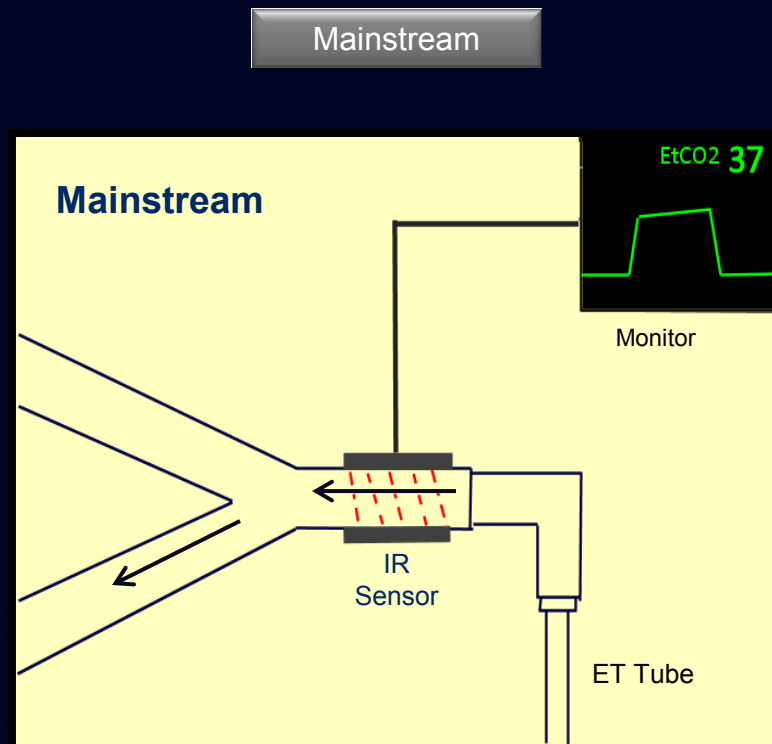 Mainstream
Mainstream
EtCO2 37
Monitor
IR
Sensor
ET Tube